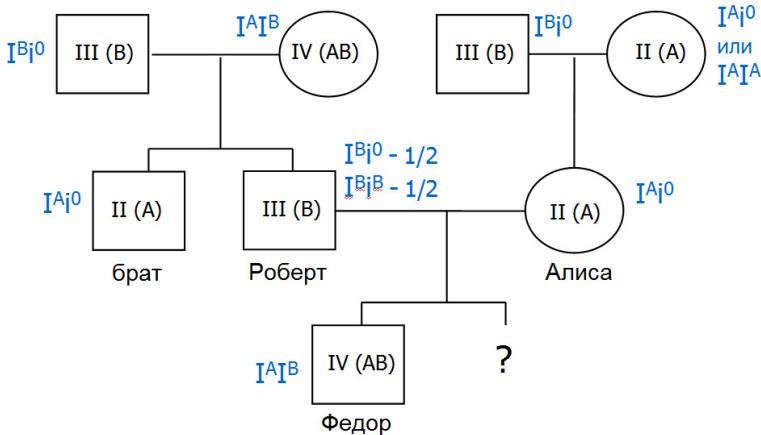 IᴮI⁰
III (B)
IᴬIᴮ
IV (AB)
III (B)
Iᴮi⁰
II (A)
Iᴬi⁰
или
IᴬIᴬ
Iᴬi⁰
II (A)
брат
III (B)
Роберт
Iᴮi⁰ - 1/2
Iᴮiᴮ - 1/2
II (A)
Алиса
Iᴬi⁰
IᴬIᴮ
IV (AB)
Федор
?